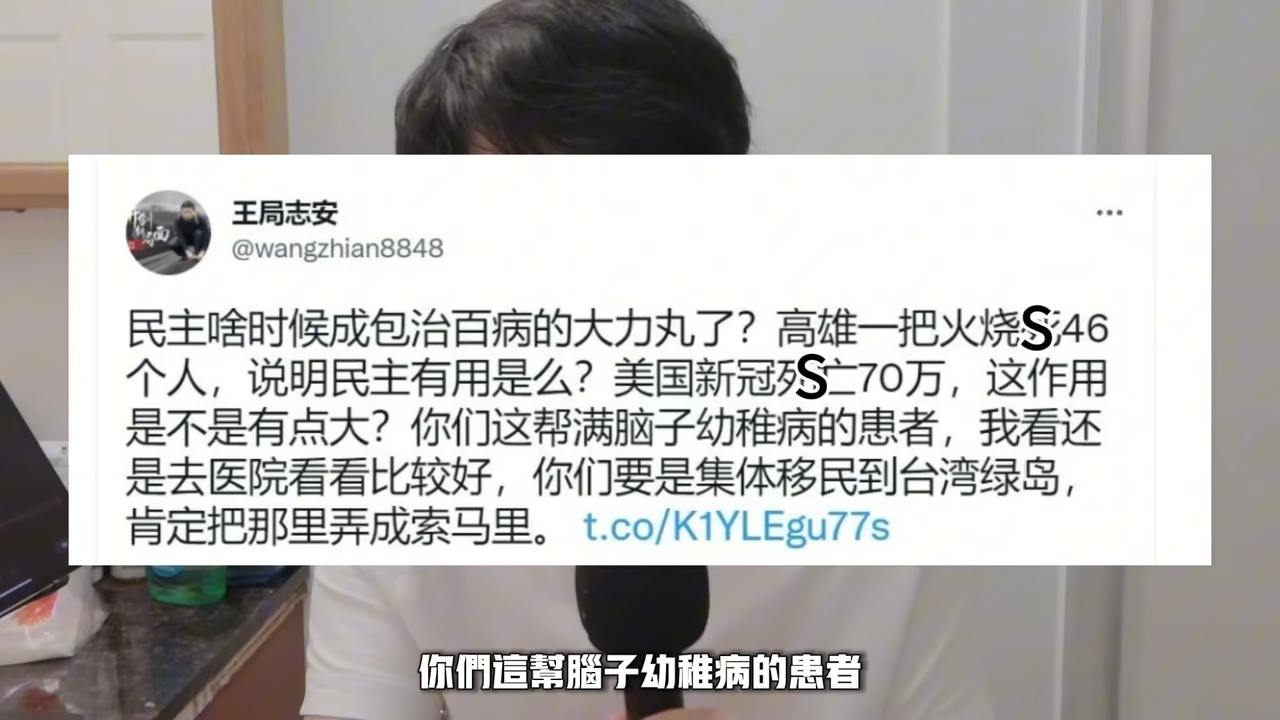 王局志安
@wangzhian8848
民主啥时候成包治百病的大力丸了？高雄一把火烧S46
个人，说明民主有用是么？美国新冠S亡70万，这作用
是不是有点大？你们这帮满脑子幼稚病的患者，我看还
是去医院看看比较好，你们要是集体移民到台湾绿岛，
肯定把那里弄成索马里。 t.co/K1YLEgu77s
你們這幫腦子幼稚病的患者